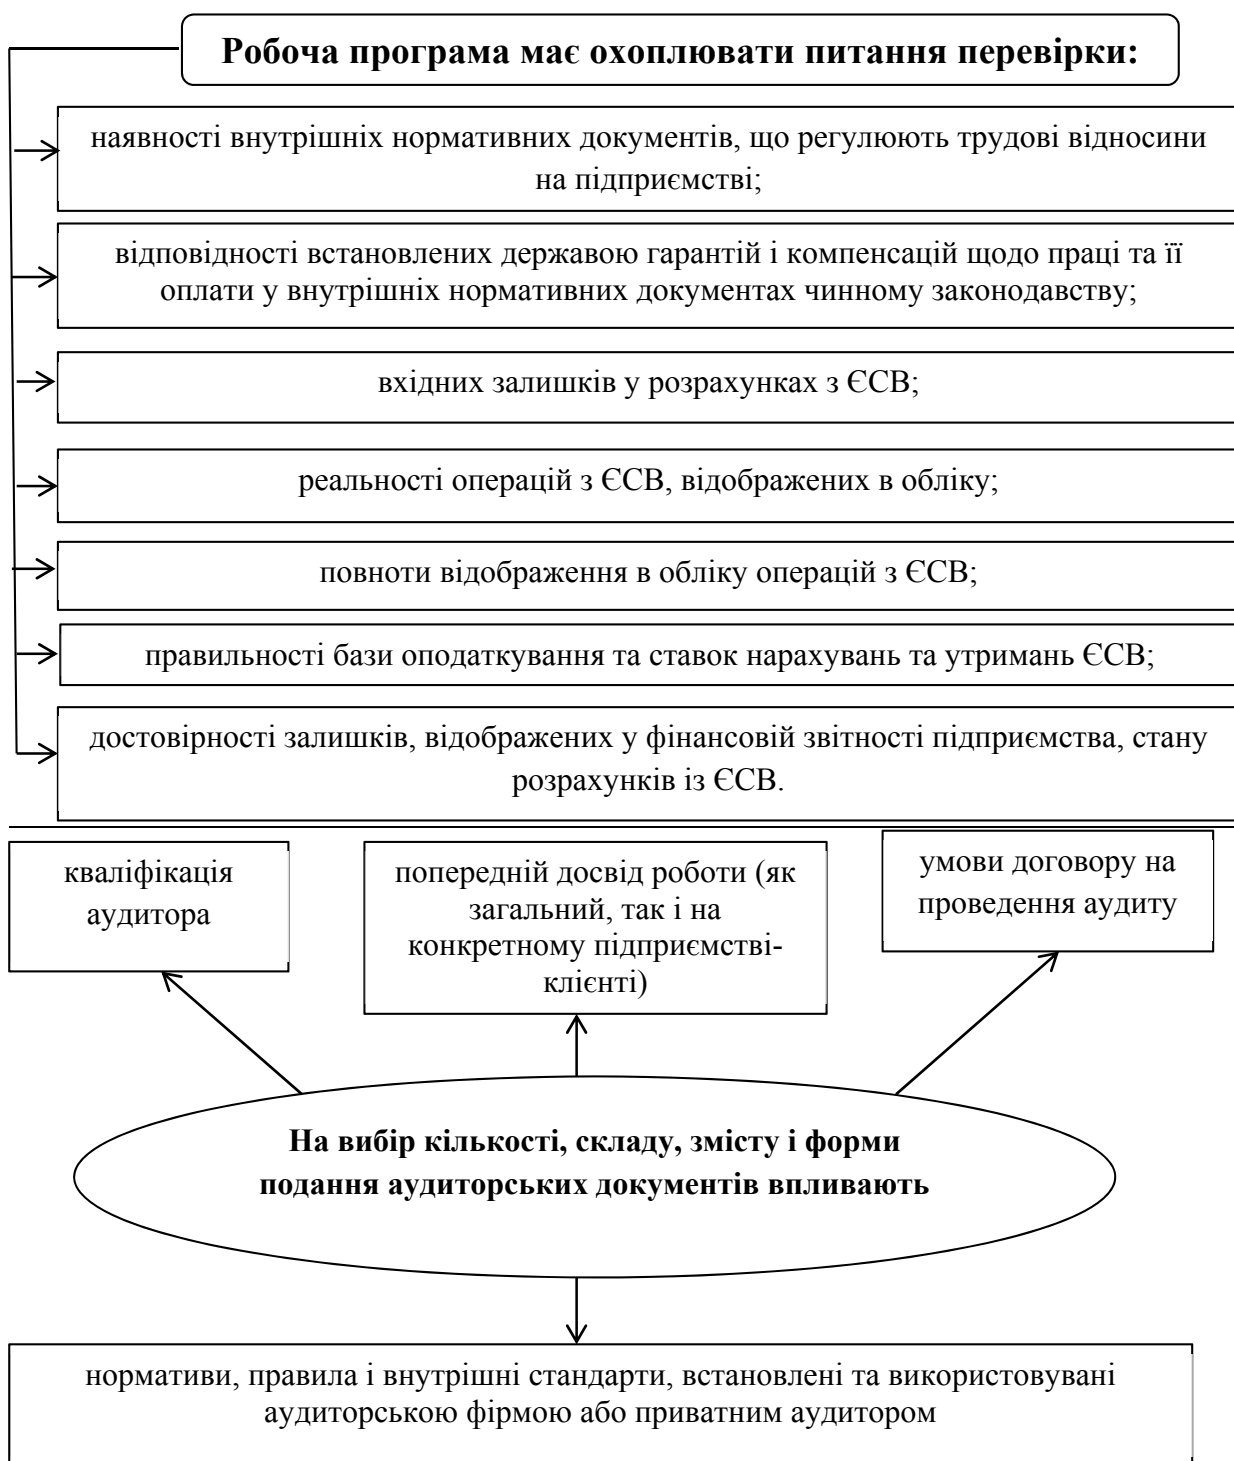 Робоча програма має охоплювати питання перевірки:
наявності внутрішніх нормативних документів, що регулюють трудові відносини
на підприємстві;
відповідності встановлених державою гарантій і компенсацій щодо праці та її
оплати у внутрішніх нормативних документах чинному законодавству;
вхідних залишків у розрахунках з ЄСВ;
реальності операцій з ЄСВ, відображених в обліку;
повноти відображення в обліку операцій з ЄСВ;
правильності бази оподаткування та ставок нарахувань та утримань ЄСВ;
достовірності залишків, відображених у фінансовій звітності підприємства, стану
розрахунків із ЄСВ.
кваліфікація
аудитора
попередній досвід роботи (як
загальний, так і на
конкретному підприємстві-
клієнті)
умови договору на
проведення аудиту
На вибір кількості, складу, змісту і форми
подання аудиторських документів впливають
нормативи, правила і внутрішні стандарти, встановлені та використовувані
аудиторською фірмою або приватним аудитором